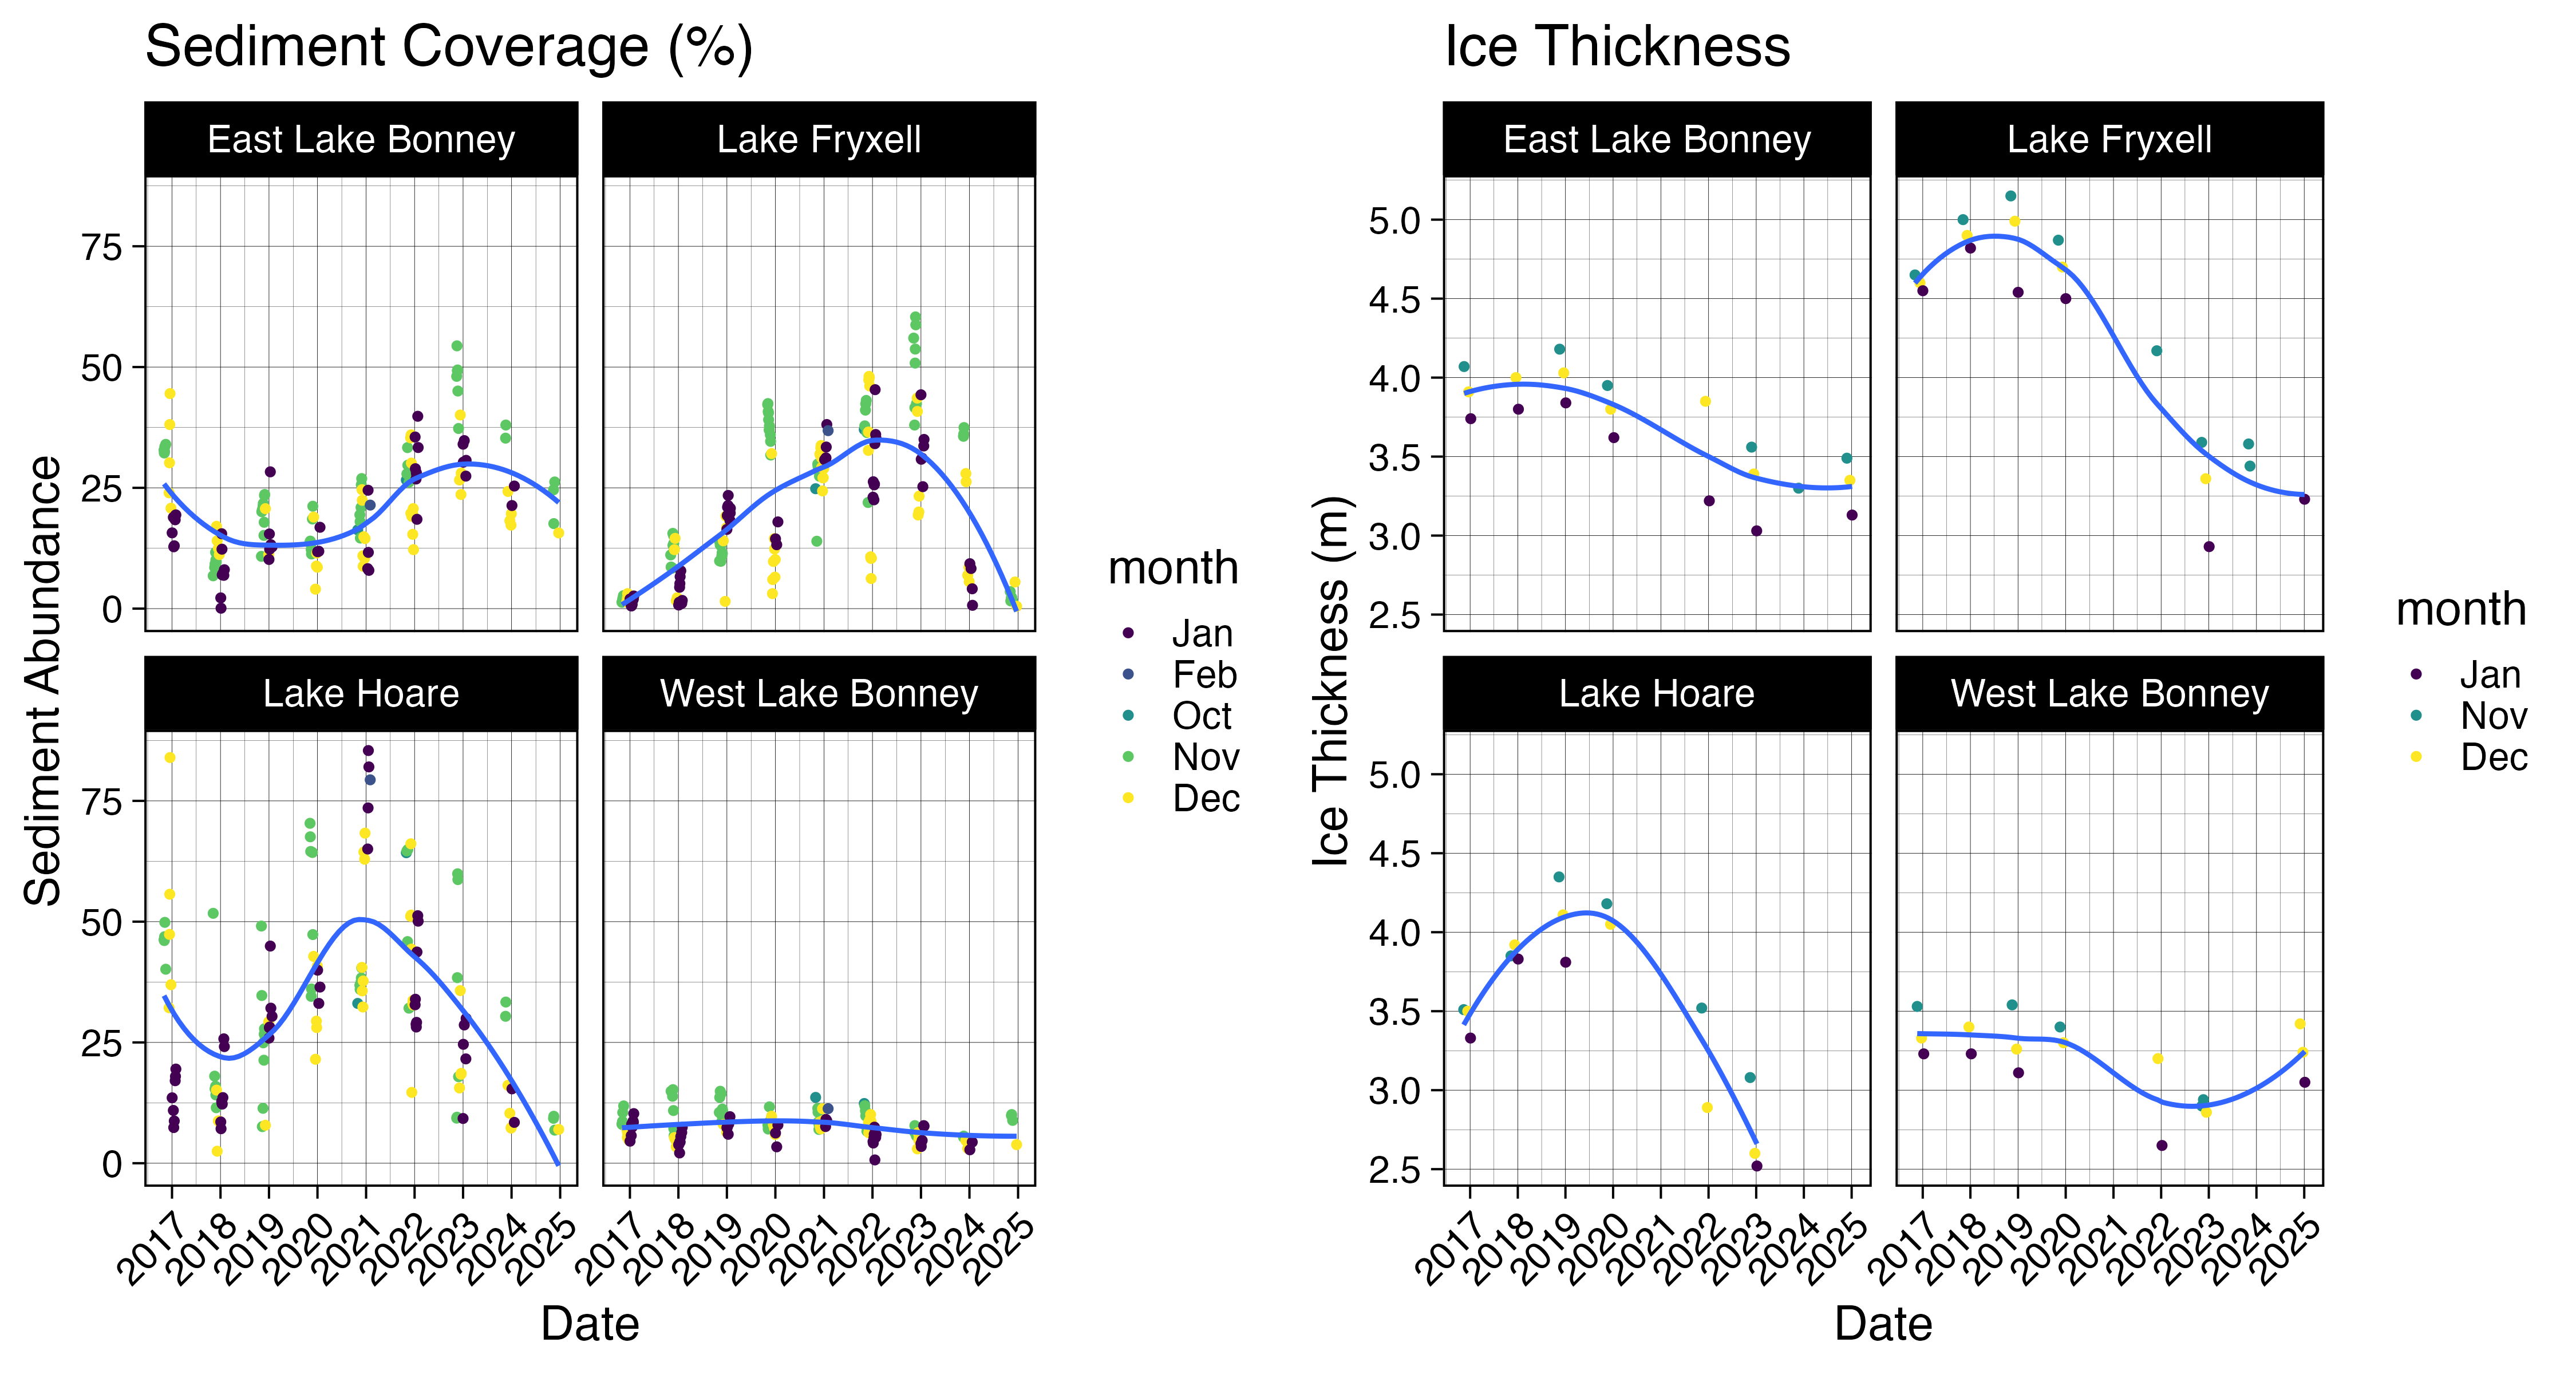 Sediment Coverage (%)
East Lake Bonney
Lake Fryxell
75
50
25
0
Lake Hoare
West Lake Bonney
75
50
25
0
2017
2018
2019
2020
2021
2022
2023
2024
2025
2017
2018
2019
2020
2021
2022
2023
2024
2025
Sediment Abundance
Date
month
Jan
Feb
Oct
Nov
Dec
Ice Thickness
East Lake Bonney
Lake Fryxell
5.0
4.5
4.0
3.5
3.0
2.5
Lake Hoare
West Lake Bonney
5.0
4.5
4.0
3.5
3.0
2.5
2017
2018
2019
2020
2021
2022
2023
2024
2025
2017
2018
2019
2020
2021
2022
2023
2024
2025
Ice Thickness (m)
Date
month
Jan
Nov
Dec